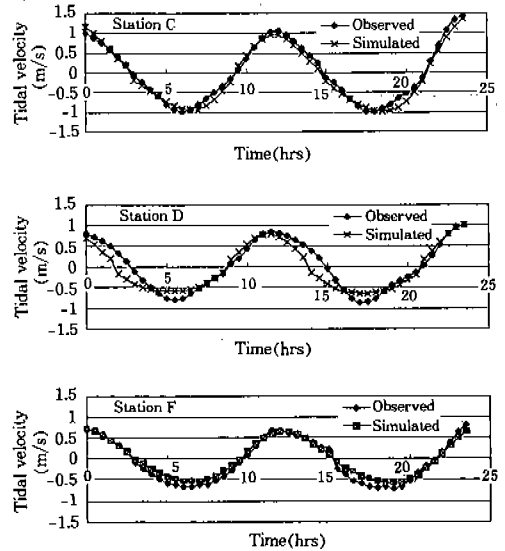 Station C
Observed
Simulated
Tidal velocity
(m/s)
1.5
1
0.5
0
-0.5
-1
-1.5
0
5
10
15
20
25
Time(hrs)
Station D
Observed
Simulated
Tidal velocity
(m/s)
1.5
1
0.5
0
-0.5
-1
-1.5
0
5
10
15
20
25
Time(hrs)
Station F
Observed
Simulated
Tidal velocity
(m/s)
1.5
1
0.5
0
-0.5
-1
-1.5
0
5
10
15
20
25
Time(hrs)